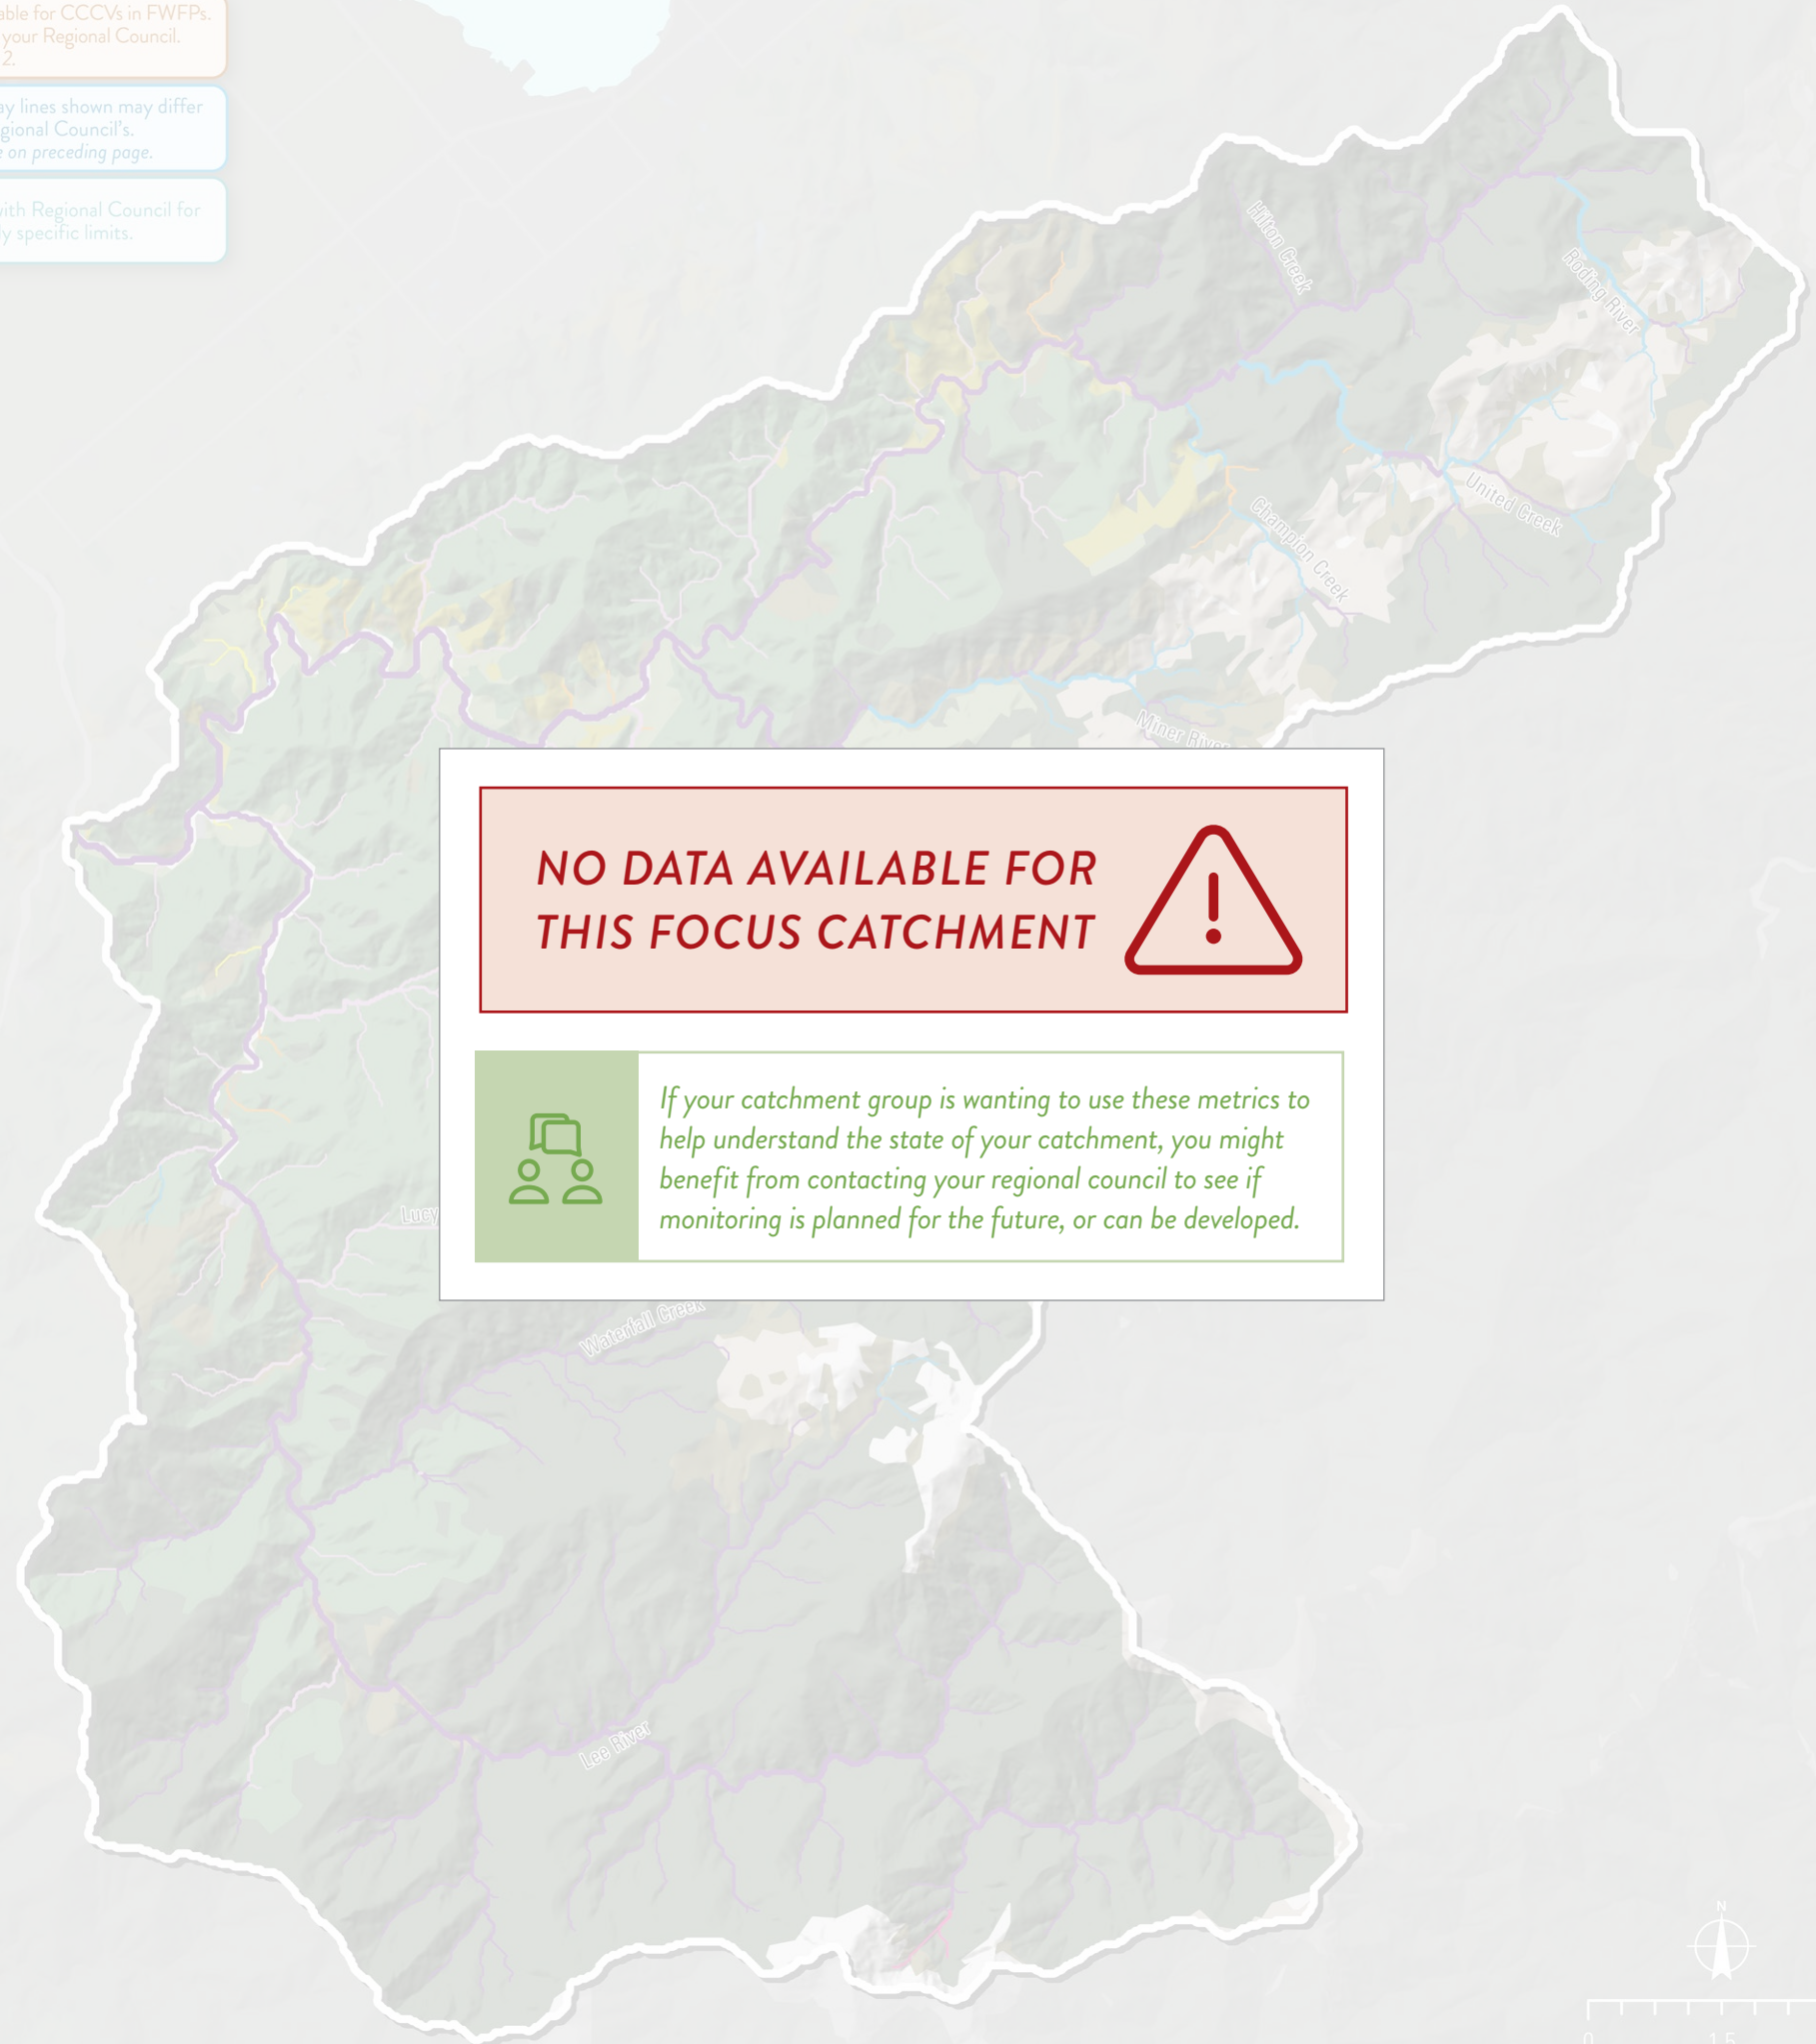 able for CCCVs in FWFPs.
your Regional Council.
2.
lines shown may differ
Regional Council's.
on preceding page.
with Regional Council for
specific limits.
Hilton Creek
Roding River
United Creek
Champion Creek
Miner River
NO DATA AVAILABLE FOR
THIS FOCUS CATCHMENT
If your catchment group is wanting to use these metrics to
help understand the state of your catchment, you might
benefit from contacting your regional council to see if
monitoring is planned for the future, or can be developed.
Lucy
Waterfall Creek
Lee River
N
0 1.5